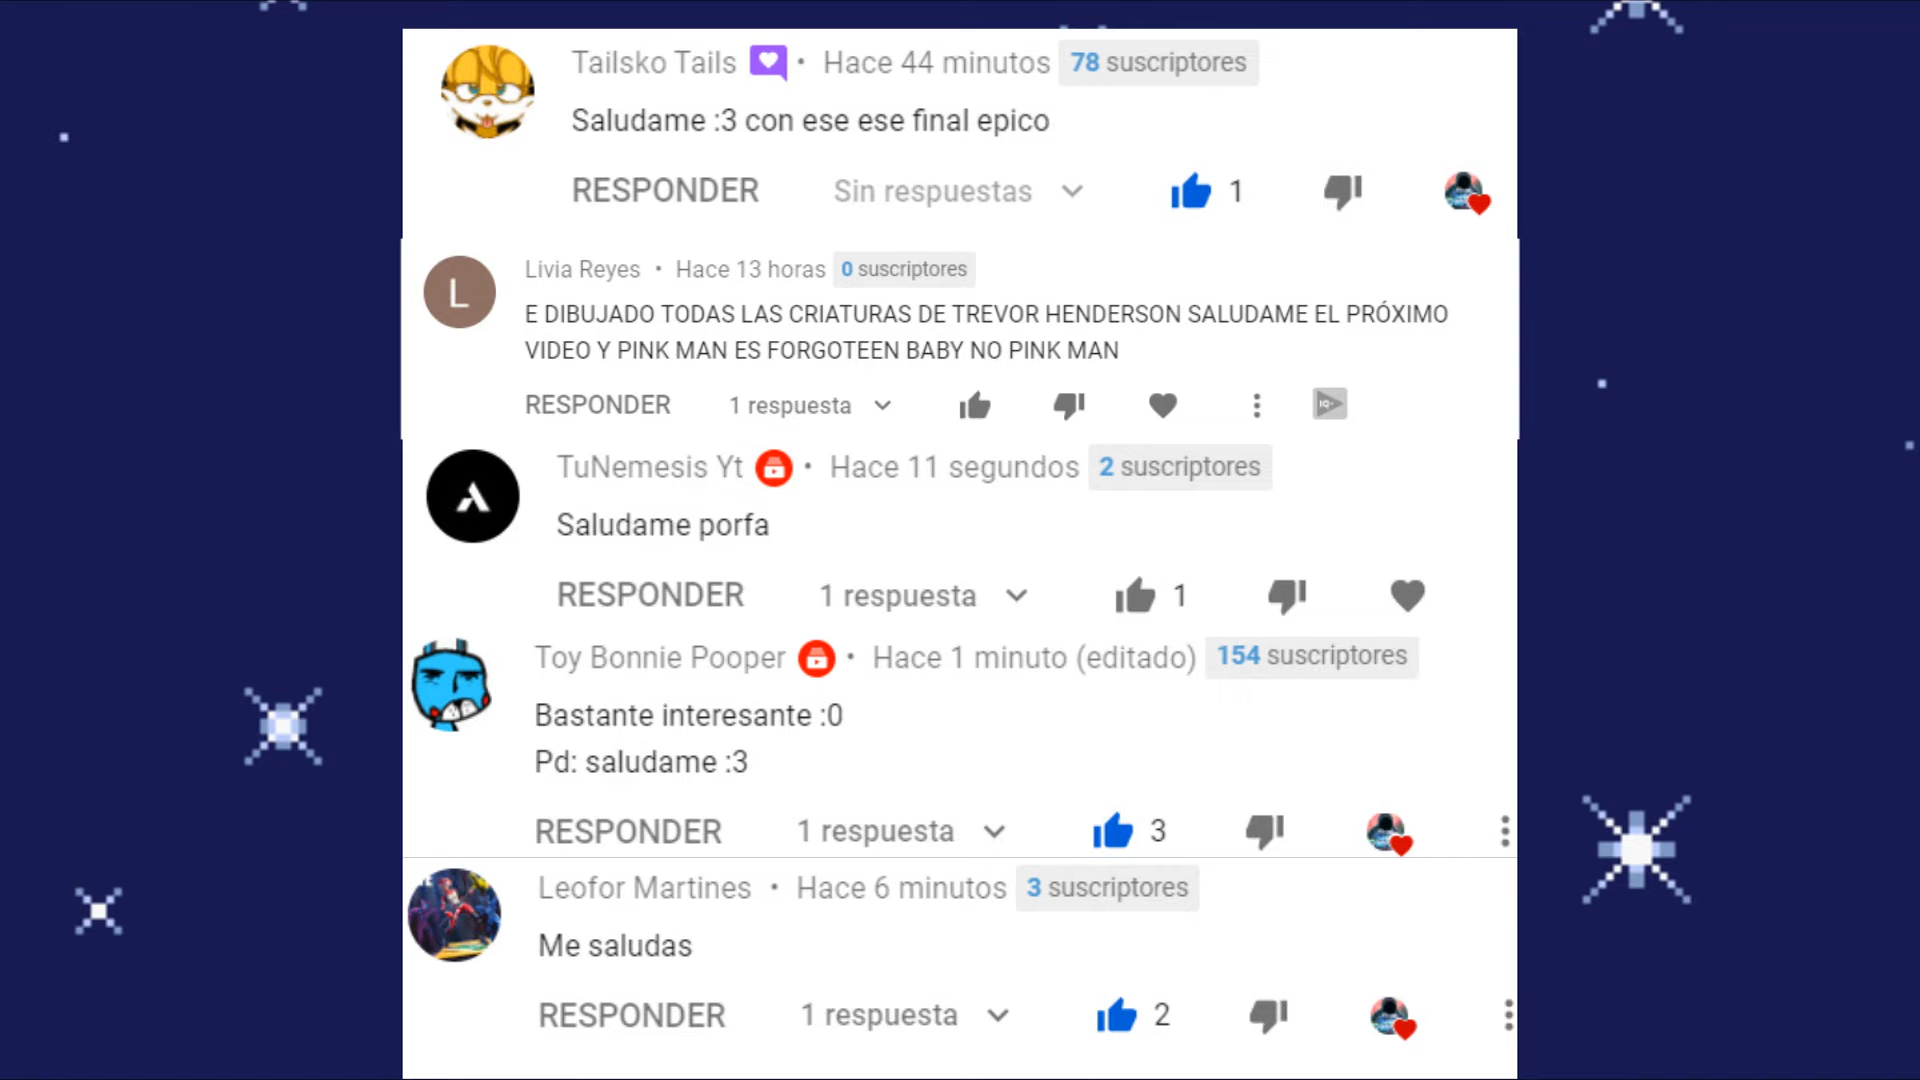 Tailsko Tails • Hace 44 minutos 78 suscriptores
Saludame :3 con ese ese final epico
RESPONDER Sin respuestas 1
L
Livia Reyes • Hace 13 horas 0 suscriptores
E DIBUJADO TODAS LAS CRIATURAS DE TREVOR HENDERSON SALUDAME EL PRÓXIMO
VIDEO Y PINK MAN ES FORGOTEEN BABY NO PINK MAN
RESPONDER 1 respuesta
TuNemesis Yt • Hace 11 segundos 2 suscriptores
Saludame porfa
RESPONDER 1 respuesta 1
Toy Bonnie Pooper • Hace 1 minuto (editado) 154 suscriptores
Bastante interesante :0
Pd: saludame :3
RESPONDER 1 respuesta 3
Leofor Martines • Hace 6 minutos 3 suscriptores
Me saludas
RESPONDER 1 respuesta 2